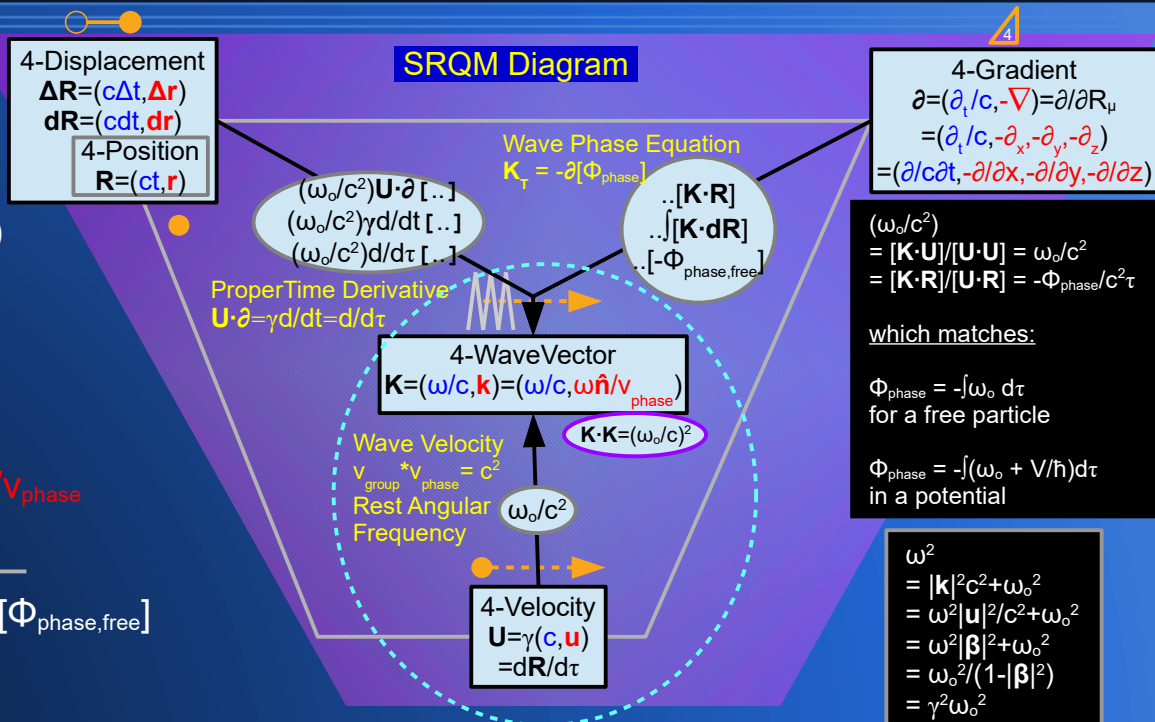 SRQM Diagram
4-Displacement
ΔR=(cΔt,Δr)
dR=(cdt,dr)
4-Position
R=(ct,r)
4-Gradient
∂=(∂ₜ/c,-∇)=∂/∂Rμ
=(∂ₜ/c,-∂ₓ,-∂y,-∂z)
=(∂/c∂t,-∂/∂x,-∂/∂y,-∂/∂z)
4
Wave Phase Equation
K_T = -∂[Φphase]
(ωₒ/c²)U·∂ [..]
(ωₒ/c²)γd/dt [..]
(ωₒ/c²)d/dτ [..]
..[K·R]
..∫[K·dR]
..[-Φphase,free]
ProperTime Derivative
U·∂=γd/dt=d/dτ
4-WaveVector
K=(ω/c,k)=(ω/c,ωn̂/vphase)
K·K=(ωₒ/c)²
Wave Velocity
vgroup*vphase= c²
Rest Angular
Frequency
ωₒ/c²
4-Velocity
U=γ(c,u)
=dR/dτ
(ωₒ/c²)
= [K·U]/[U·U] = ωₒ/c²
= [K·R]/[U·R] = -Φphase/c²τ
which matches:
Φphase = -∫ωₒ dτ
for a free particle
Φphase = -∫(ωₒ + V/ħ)dτ
in a potential
ω²
= |k|²c²+ωₒ²
= ω²|u|²/c²+ωₒ²
= ω²|β|²+ωₒ²
= ωₒ²/(1-|β|²)
= γ²ωₒ²
)
/vphase
[Φphase,free]